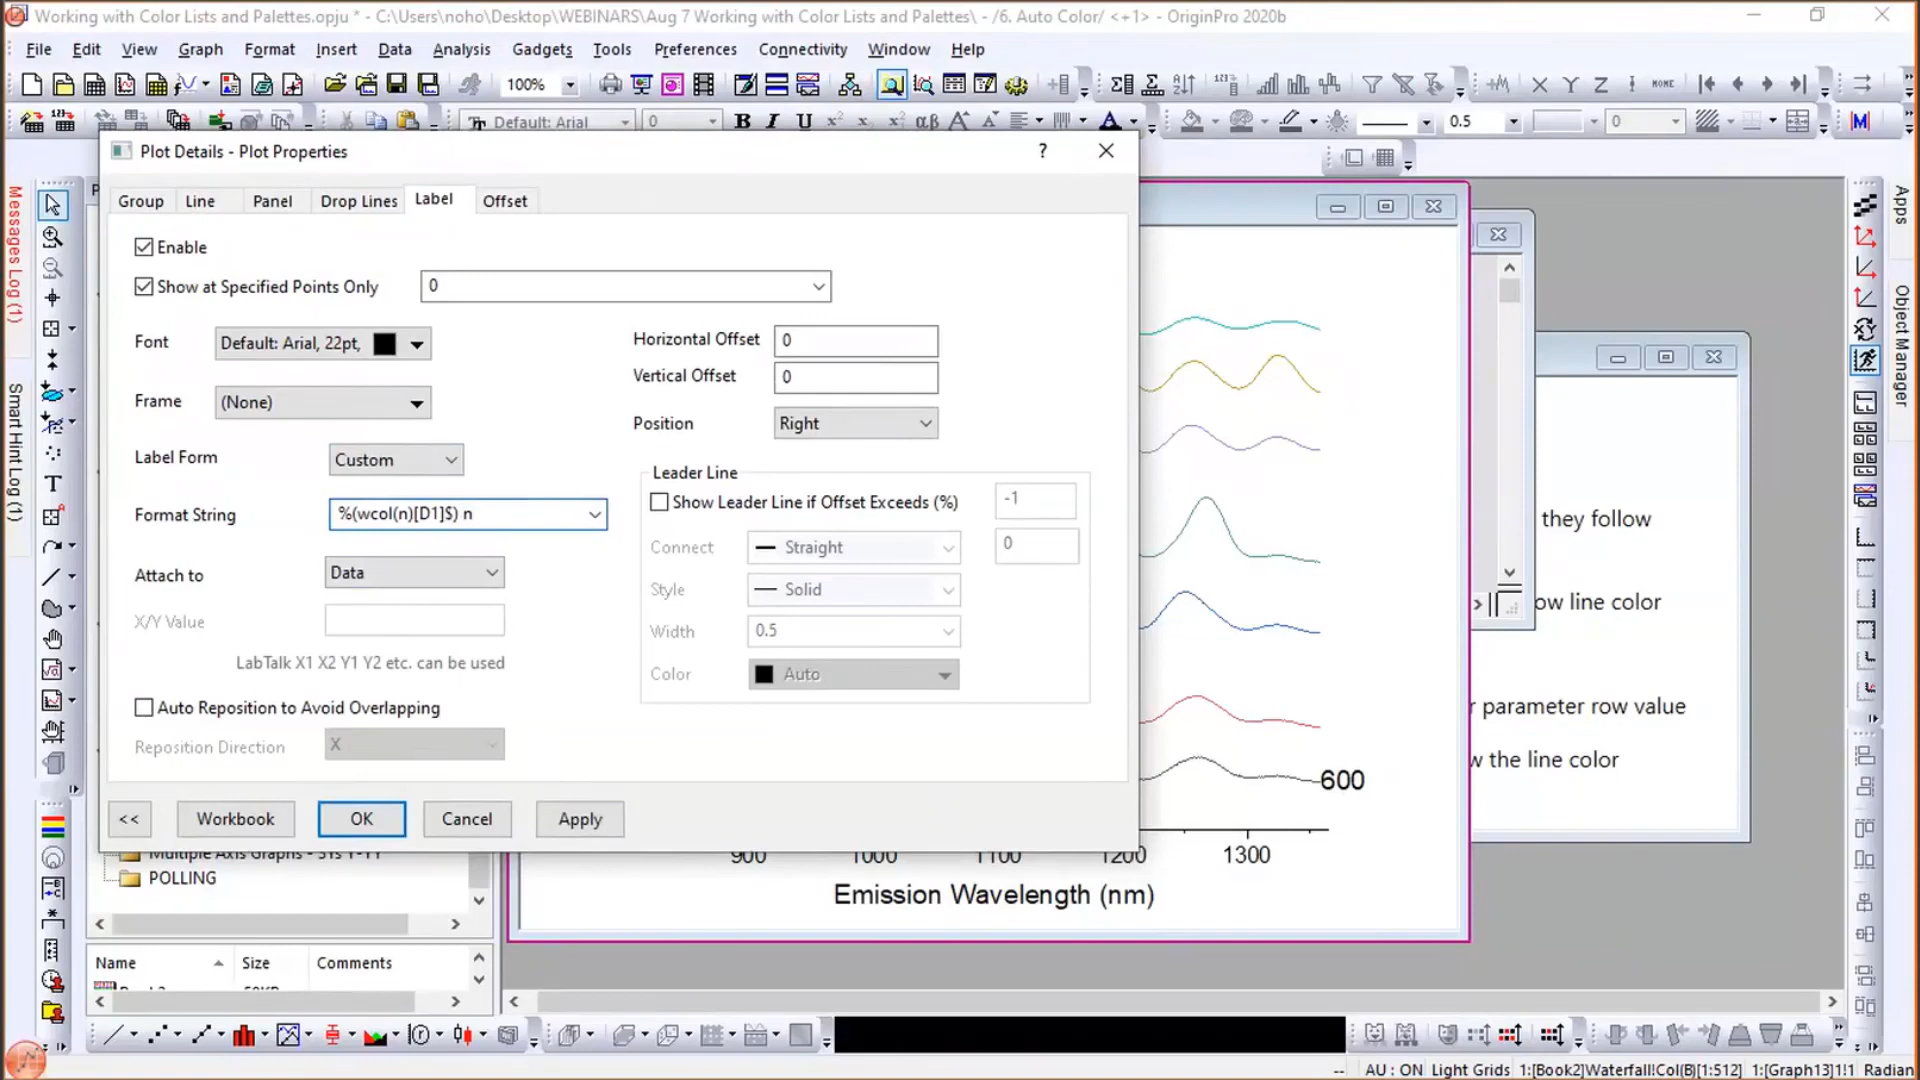 Working with Color Lists and Palettes.opju * - C:\Users\noho\Desktop\WEBINARS\Aug 7 Working with Color Lists and Palettes\ - /6. Auto Color/ <+1> - OriginPro 2020b
File Edit View Graph Format Insert Data Analysis Gadgets Tools Preferences Connectivity Window Help
100%
HOME
Default: Arial 0 B I U αβ A A 0.5 0
Plot Details - Plot Properties ?
Group Line Panel Drop Lines Label Offset
Enable
Show at Specified Points Only 0
Font Default: Arial, 22pt,
Horizontal Offset 0
Vertical Offset 0
Frame (None)
Position Right
Label Form Custom
Leader Line
Show Leader Line if Offset Exceeds (%) -1
Format String %(wcol(n)[D1]$) n
Connect Straight 0
Attach to Data
Style Solid
X/Y Value
Width 0.5
LabTalk X1 X2 Y1 Y2 etc. can be used
Color Auto
Auto Reposition to Avoid Overlapping
Reposition Direction X
<< Workbook OK Cancel Apply
Messages Log (1)
Smart Hint Log (1)
Apps
Object Manager
they follow
ow line color
r parameter row value
w the line color
600
900 1000 1100 1200 1300
Emission Wavelength (nm)
Multiple Axis Graphs - 3Ys Y-YY
POLLING
Name Size Comments
AU : ON Light Grids 1:[Book2]Waterfall!Col(B)[1:512] 1:[Graph13]1!1 Radian